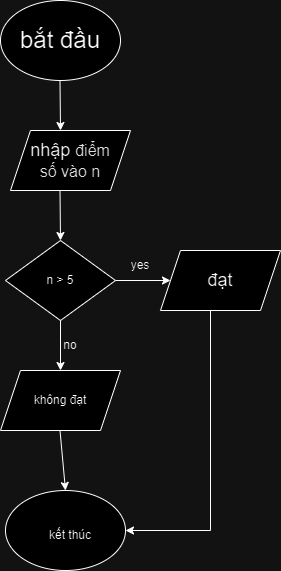 bắt đầu
nhập điểm
số vào n
n > 5
yes
đạt
no
không đạt
kết thúc